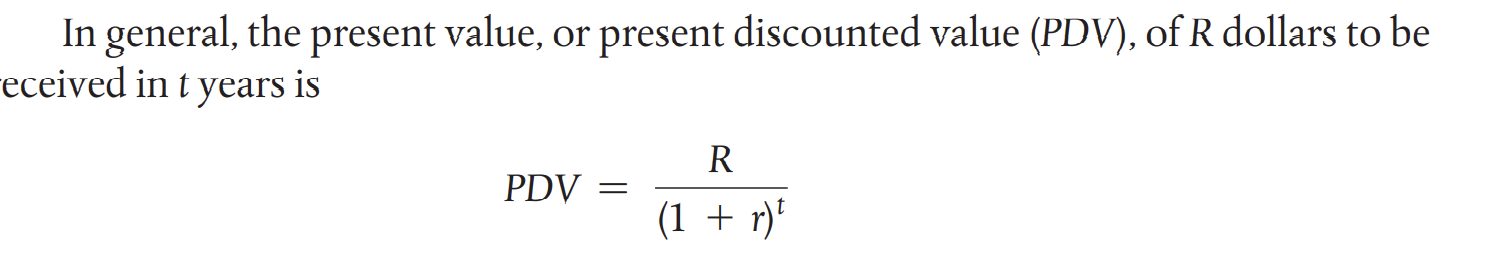 In general, the present value, or present discounted value (PDV), of R dollars to be
eceived in t years is
PDV = R / (1 + r)^t